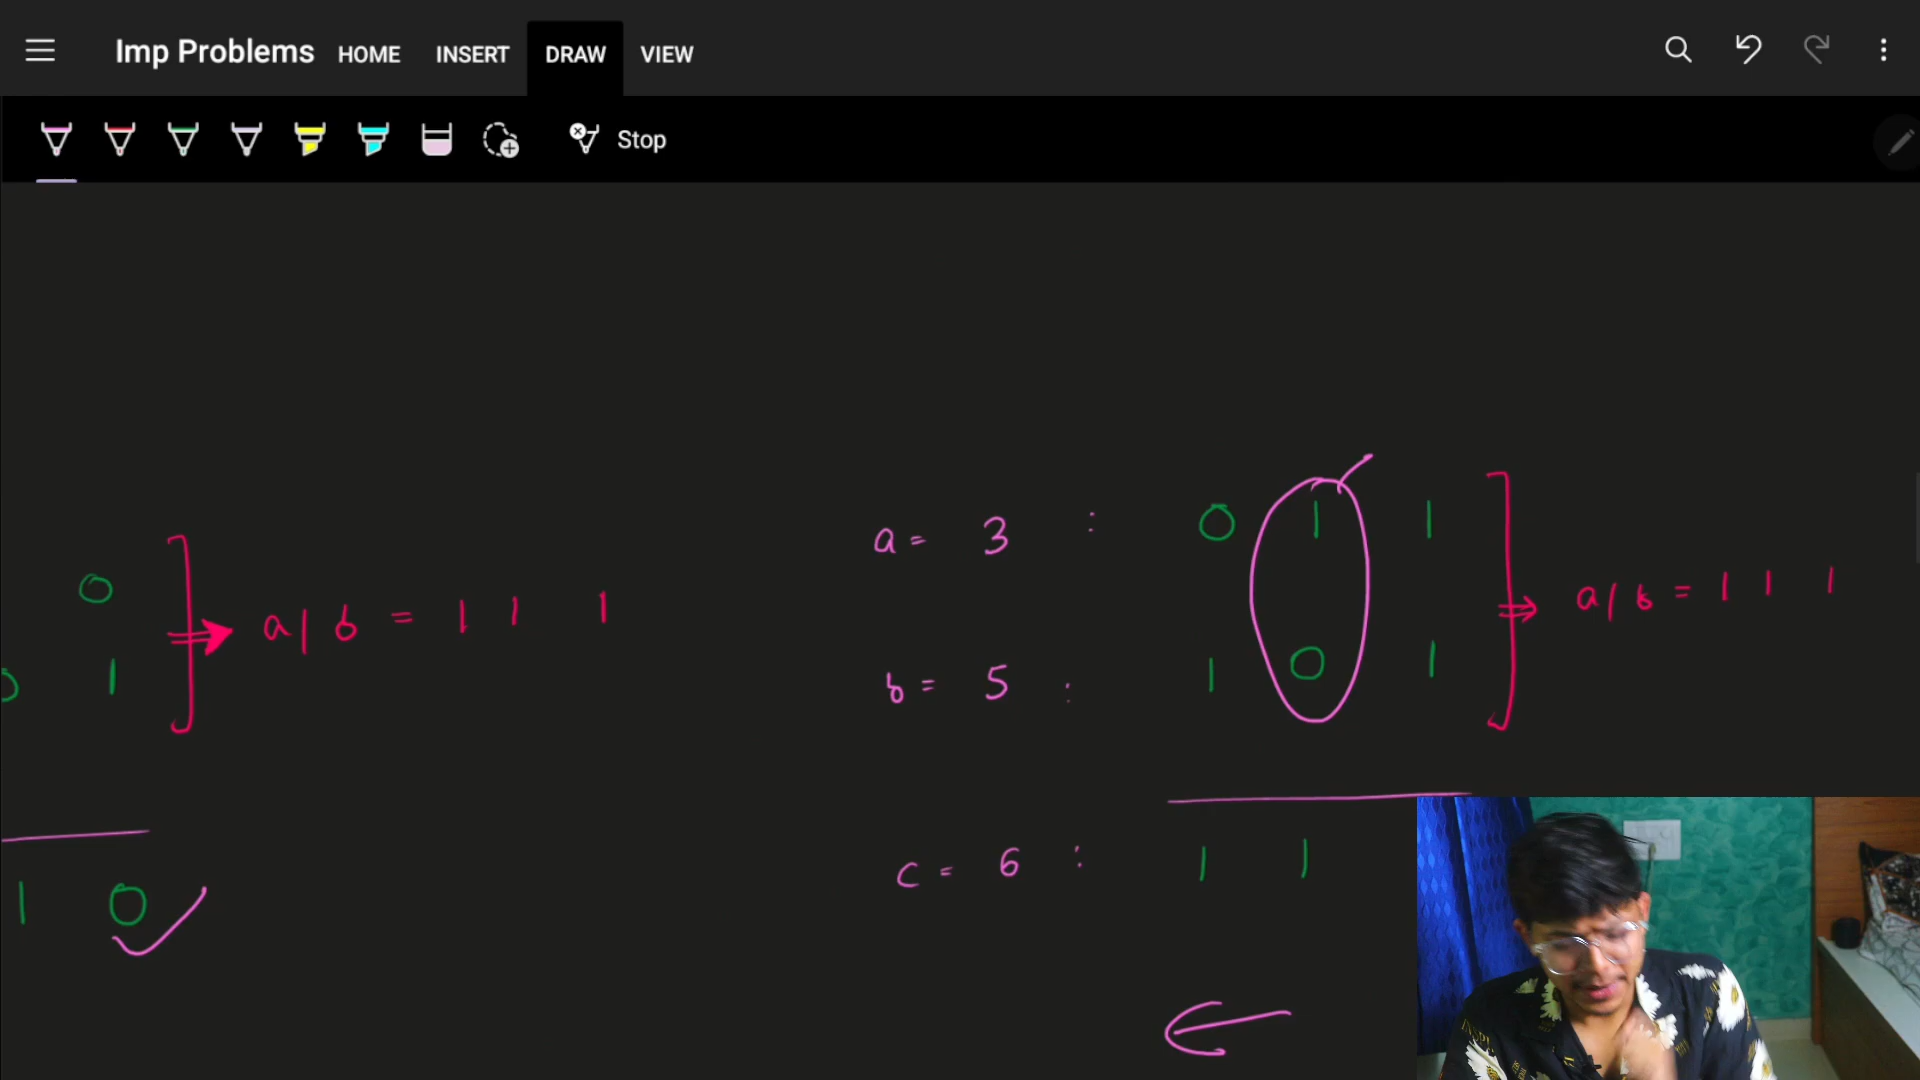 Imp Problems HOME INSERT DRAW VIEW
Stop
0
1
a | b = 1 1 1
1 0
a = 3 : 0 1 1
b = 5 : 1 0 1
a | b = 1 1 1
c = 6 : 1 1